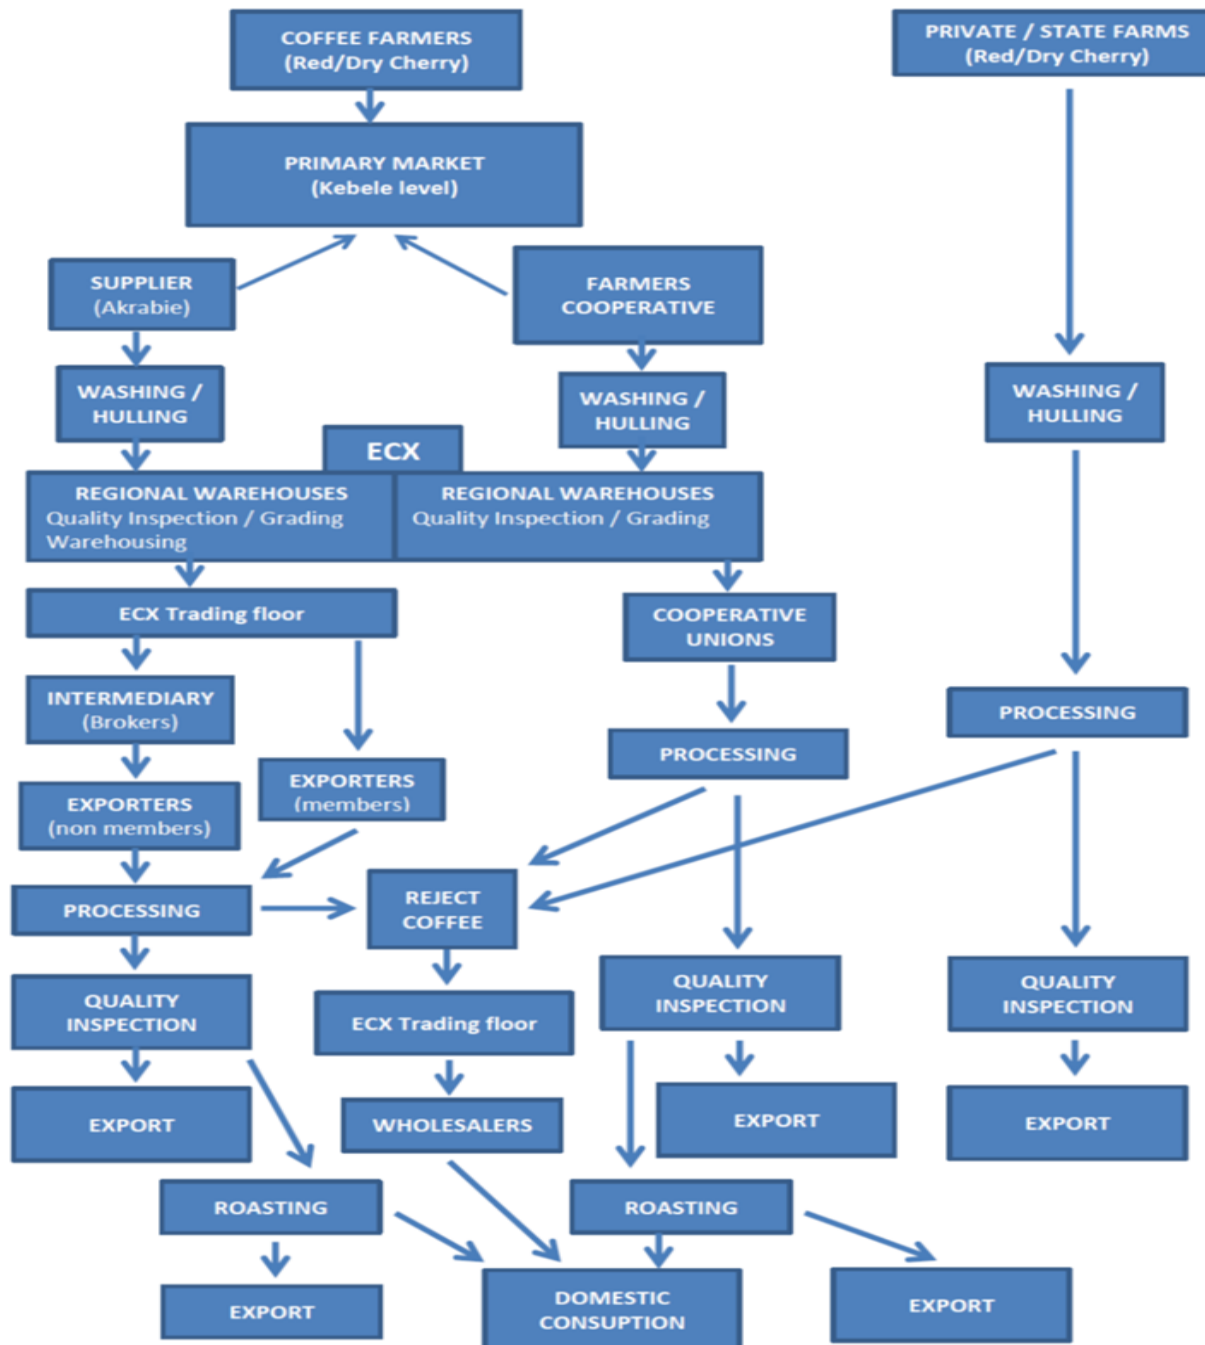 COFFEE FARMERS
(Red/Dry Cherry)
PRIVATE / STATE FARMS
(Red/Dry Cherry)
PRIMARY MARKET
(Kebele level)
SUPPLIER
(Akrabie)
FARMERS
COOPERATIVE
WASHING /
HULLING
WASHING /
HULLING
WASHING /
HULLING
ECX
REGIONAL WAREHOUSES
Quality Inspection / Grading
Warehousing
REGIONAL WAREHOUSES
Quality Inspection / Grading
ECX Trading floor
COOPERATIVE
UNIONS
INTERMEDIARY
(Brokers)
PROCESSING
PROCESSING
EXPORTERS
(members)
EXPORTERS
(non members)
PROCESSING
REJECT
COFFEE
QUALITY
INSPECTION
ECX Trading floor
QUALITY
INSPECTION
QUALITY
INSPECTION
EXPORT
WHOLESALERS
EXPORT
EXPORT
ROASTING
ROASTING
EXPORT
DOMESTIC
CONSUPTION
EXPORT